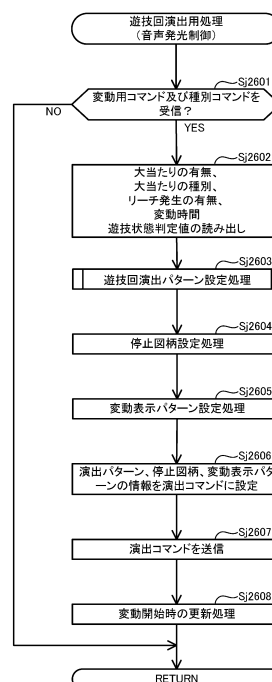 遊技回演出用処理
(音声発光制御)
Sj2601
変動用コマンド及び種別コマンドを
受信？
NO
YES
Sj2602
大当たりの有無、
大当たりの種別、
リーチ発生の有無、
変動時間
遊技状態判定値の読み出し
Sj2603
遊技回演出パターン設定処理
Sj2604
停止図柄設定処理
Sj2605
変動表示パターン設定処理
Sj2606
演出パターン、停止図柄、変動表示パタ
ーンの情報を演出コマンドに設定
Sj2607
演出コマンドを送信
Sj2608
変動開始時の更新処理
RETURN